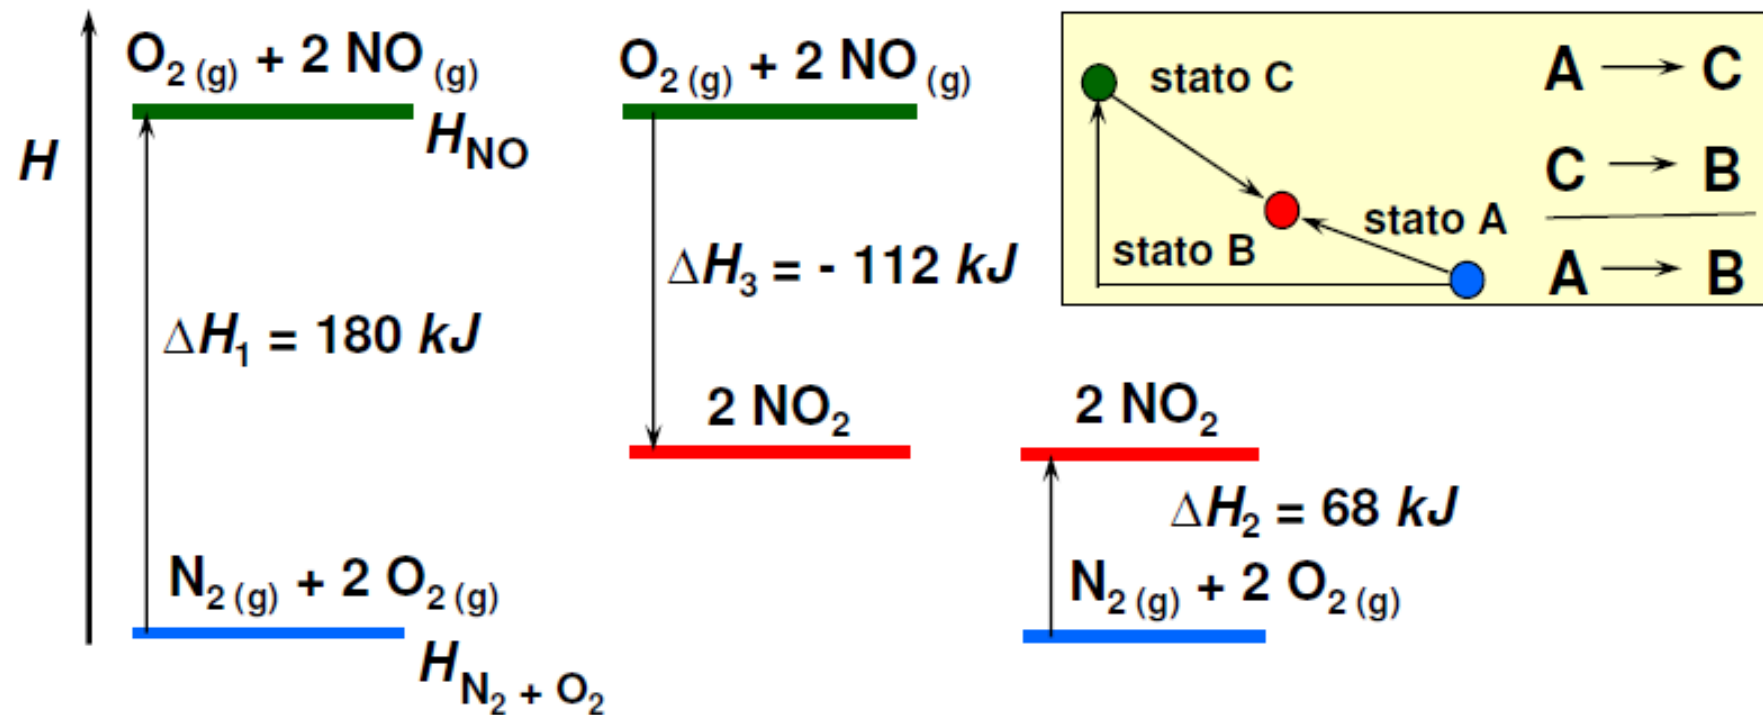 O2 (g) + 2 NO (g)
O2 (g) + 2 NO (g)
stato C
A → C
H
HNO
C → B
stato A
stato B
ΔH3 = - 112 kJ
A → B
ΔH1 = 180 kJ
2 NO2
2 NO2
ΔH2 = 68 kJ
N2 (g) + 2 O2 (g)
N2 (g) + 2 O2 (g)
HN2 + O2